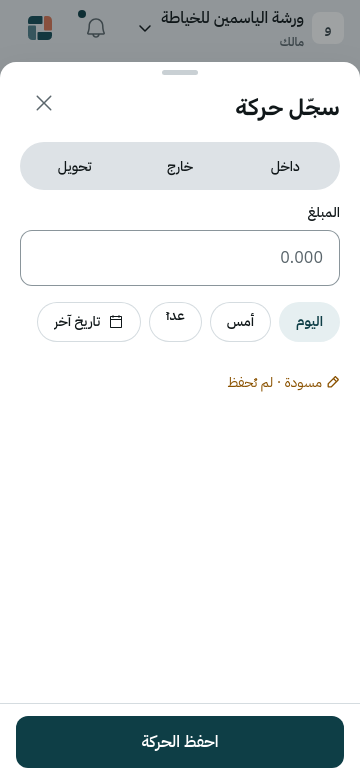 و
ورشة الياسمين للخياطة
مالك
سجّل حركة
داخل
خارج
تحويل
المبلغ
0.000
اليوم
أمس
غدًا
تاريخ آخر
مسودة · لم تُحفظ
احفظ الحركة